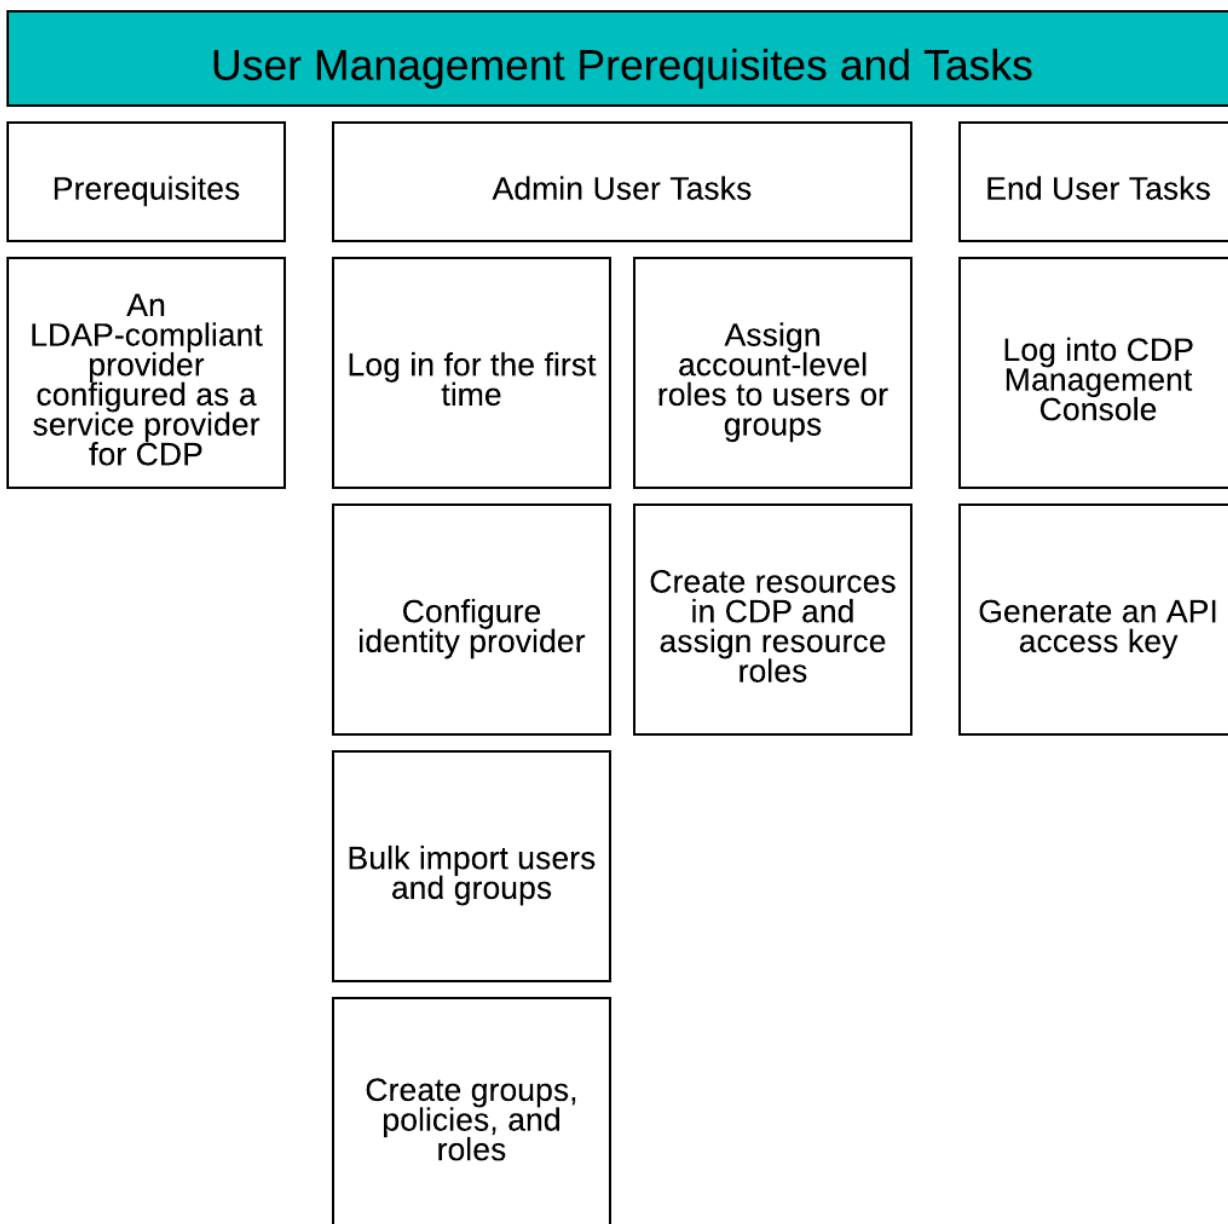 User Management Prerequisites and Tasks
Prerequisites
Admin User Tasks
End User Tasks
An
LDAP-compliant
provider
configured as a
service provider
for CDP
Log in for the first
time
Assign
account-level
roles to users or
groups
Log into CDP
Management
Console
Configure
identity provider
Create resources
in CDP and
assign resource
roles
Generate an API
access key
Bulk import users
and groups
Create groups,
policies, and
roles